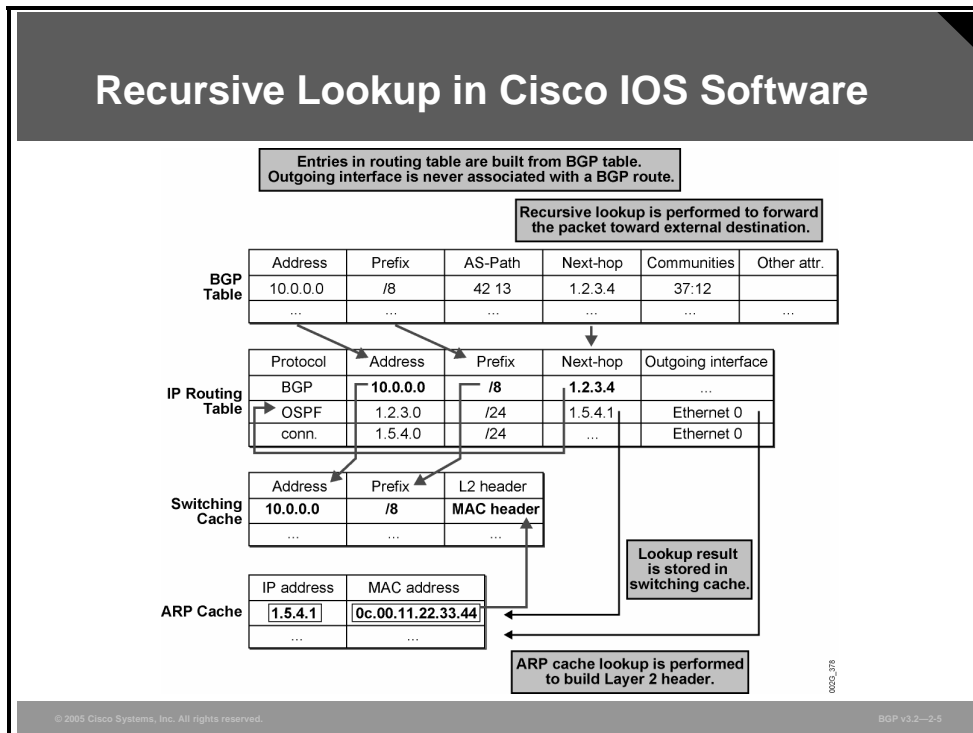 Recursive Lookup in Cisco IOS Software
Entries in routing table are built from BGP table.
Outgoing interface is never associated with a BGP route.
Recursive lookup is performed to forward
the packet toward external destination.
BGP
Table
Address Prefix AS-Path Next-hop Communities Other attr.
10.0.0.0 /8 42 13 1.2.3.4 37:12
... ... ... ... ... ...
IP Routing
Table
Protocol Address Prefix Next-hop Outgoing interface
BGP 10.0.0.0 /8 1.2.3.4 ...
OSPF 1.2.3.0 /24 1.5.4.1 Ethernet 0
conn. 1.5.4.0 /24 ... Ethernet 0
Switching
Cache
Address Prefix L2 header
10.0.0.0 /8 MAC header
... ... ...
Lookup result
is stored in
switching cache.
ARP Cache
IP address MAC address
1.5.4.1 0c.00.11.22.33.44
... ...
ARP cache lookup is performed
to build Layer 2 header.
002G_378
© 2005 Cisco Systems, Inc. All rights reserved.
BGP v3.2—2-5